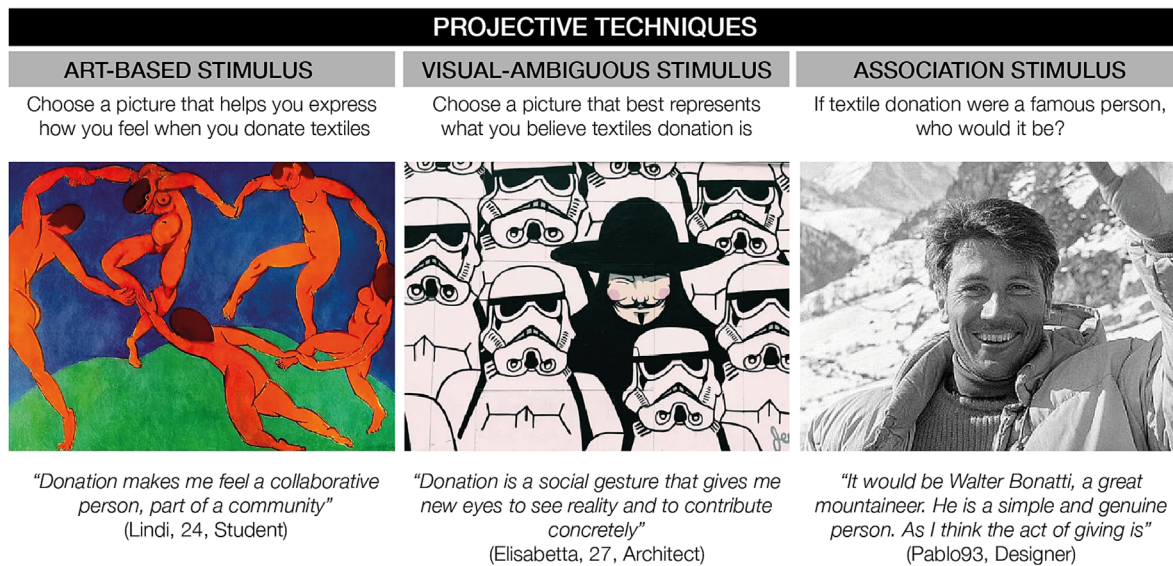 PROJECTIVE TECHNIQUES
ART-BASED STIMULUS
Choose a picture that helps you express
how you feel when you donate textiles
“Donation makes me feel a collaborative
person, part of a community”
(Lindi, 24, Student)
VISUAL-AMBIGUOUS STIMULUS
Choose a picture that best represents
what you believe textiles donation is
“Donation is a social gesture that gives me
new eyes to see reality and to contribute
concretely”
(Elisabetta, 27, Architect)
ASSOCIATION STIMULUS
If textile donation were a famous person,
who would it be?
“It would be Walter Bonatti, a great
mountaineer. He is a simple and genuine
person. As I think the act of giving is”
(Pablo93, Designer)